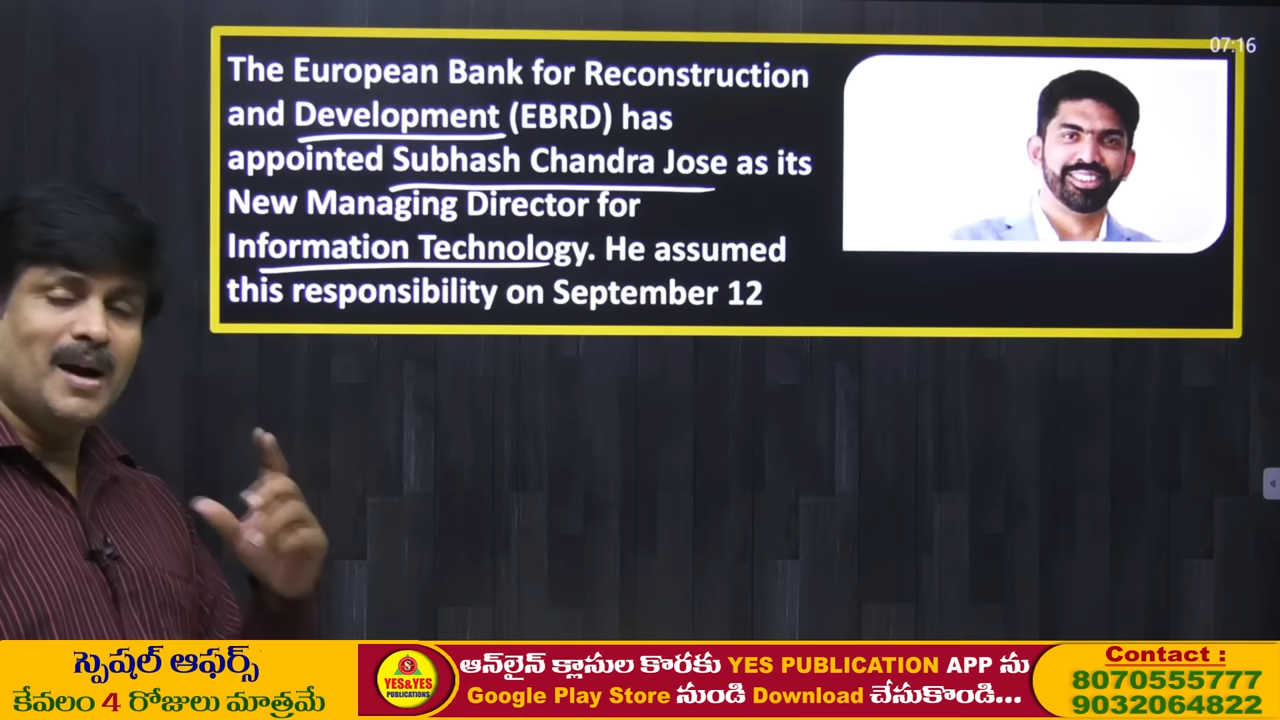 07:16
The European Bank for Reconstruction
and Development (EBRD) has
appointed Subhash Chandra Jose as its
New Managing Director for
Information Technology. He assumed
this responsibility on September 12
స్పెషల్ ఆఫర్స్
కేవలం 4 రోజులు మాత్రమే
YES&YES
PUBLICATIONS
ఆన్‌లైన్ క్లాసుల కొరకు YES PUBLICATION APP ను
Google Play Store నుండి Download చేసుకొండి...
Contact :
8070555777
9032064822